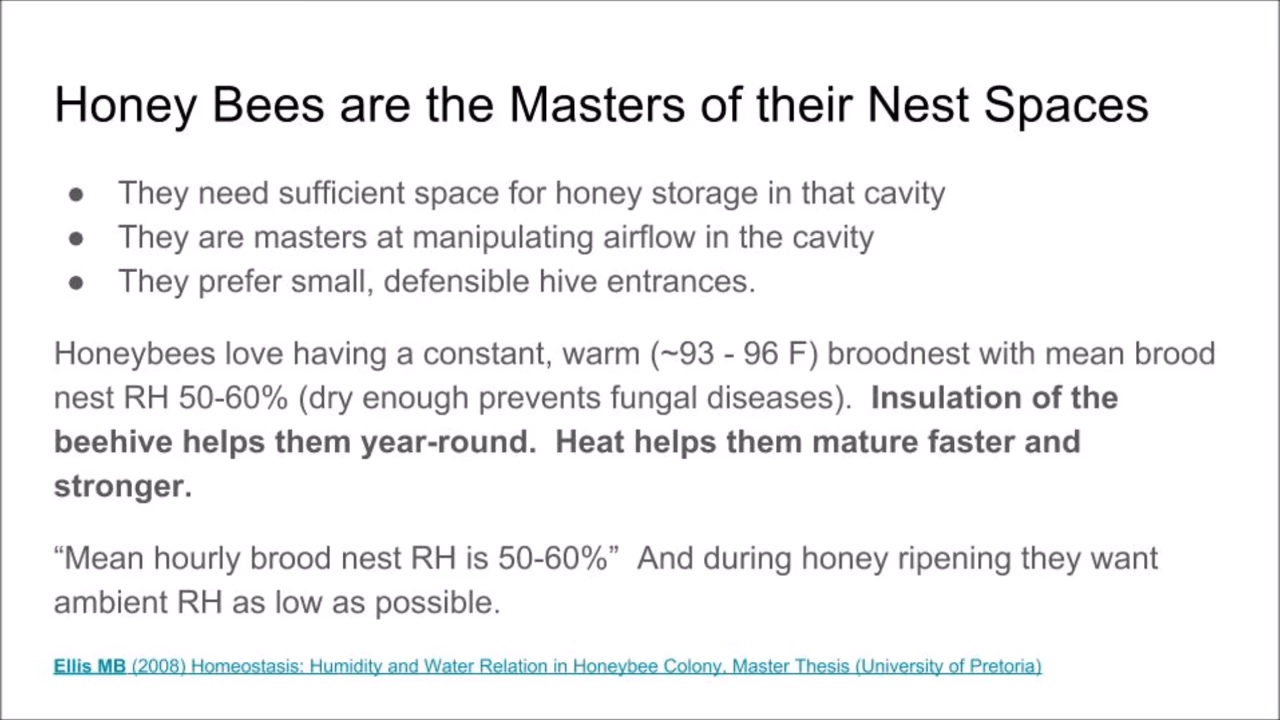 Honey Bees are the Masters of their Nest Spaces
● They need sufficient space for honey storage in that cavity
● They are masters at manipulating airflow in the cavity
● They prefer small, defensible hive entrances.
Honeybees love having a constant, warm (~93 - 96 F) broodnest with mean brood
nest RH 50-60% (dry enough prevents fungal diseases).  Insulation of the
beehive helps them year-round.  Heat helps them mature faster and
stronger.
“Mean hourly brood nest RH is 50-60%”  And during honey ripening they want
ambient RH as low as possible.
Ellis MB (2008) Homeostasis: Humidity and Water Relation in Honeybee Colony, Master Thesis (University of Pretoria)